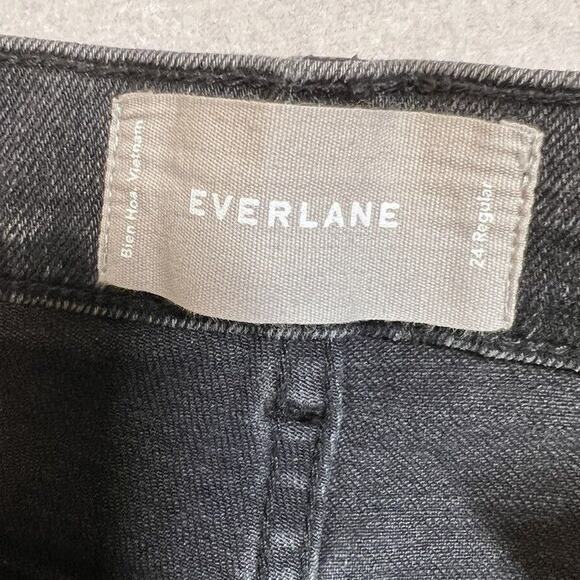 Bien Hoa, Vietnam
EVERLANE
24 Regular